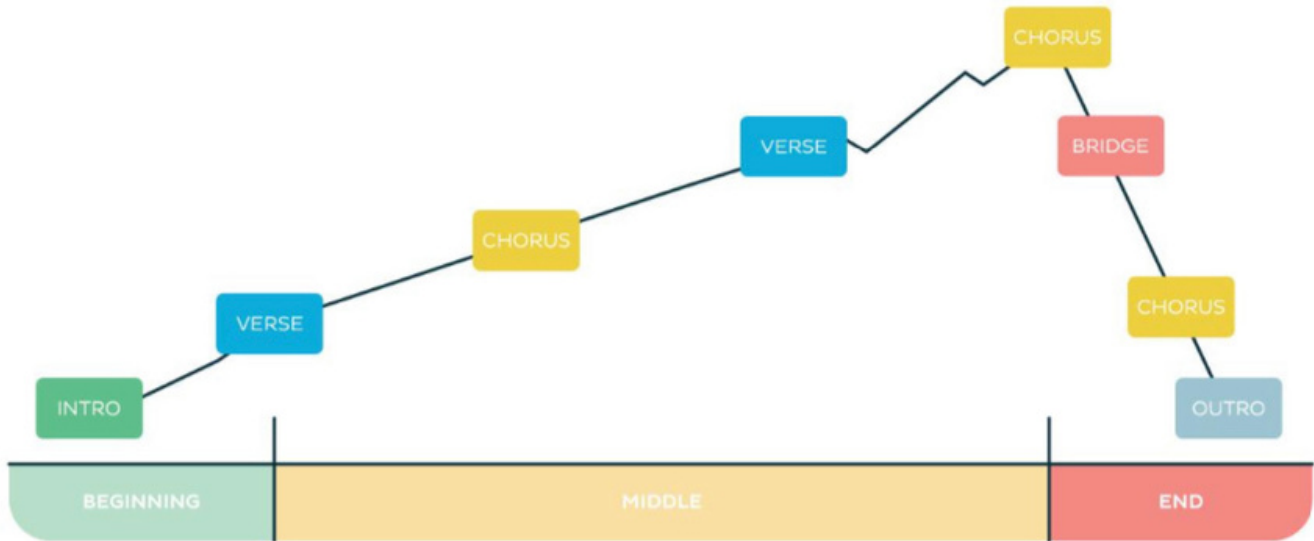 INTRO
VERSE
CHORUS
VERSE
CHORUS
BRIDGE
CHORUS
OUTRO
BEGINNING
MIDDLE
END